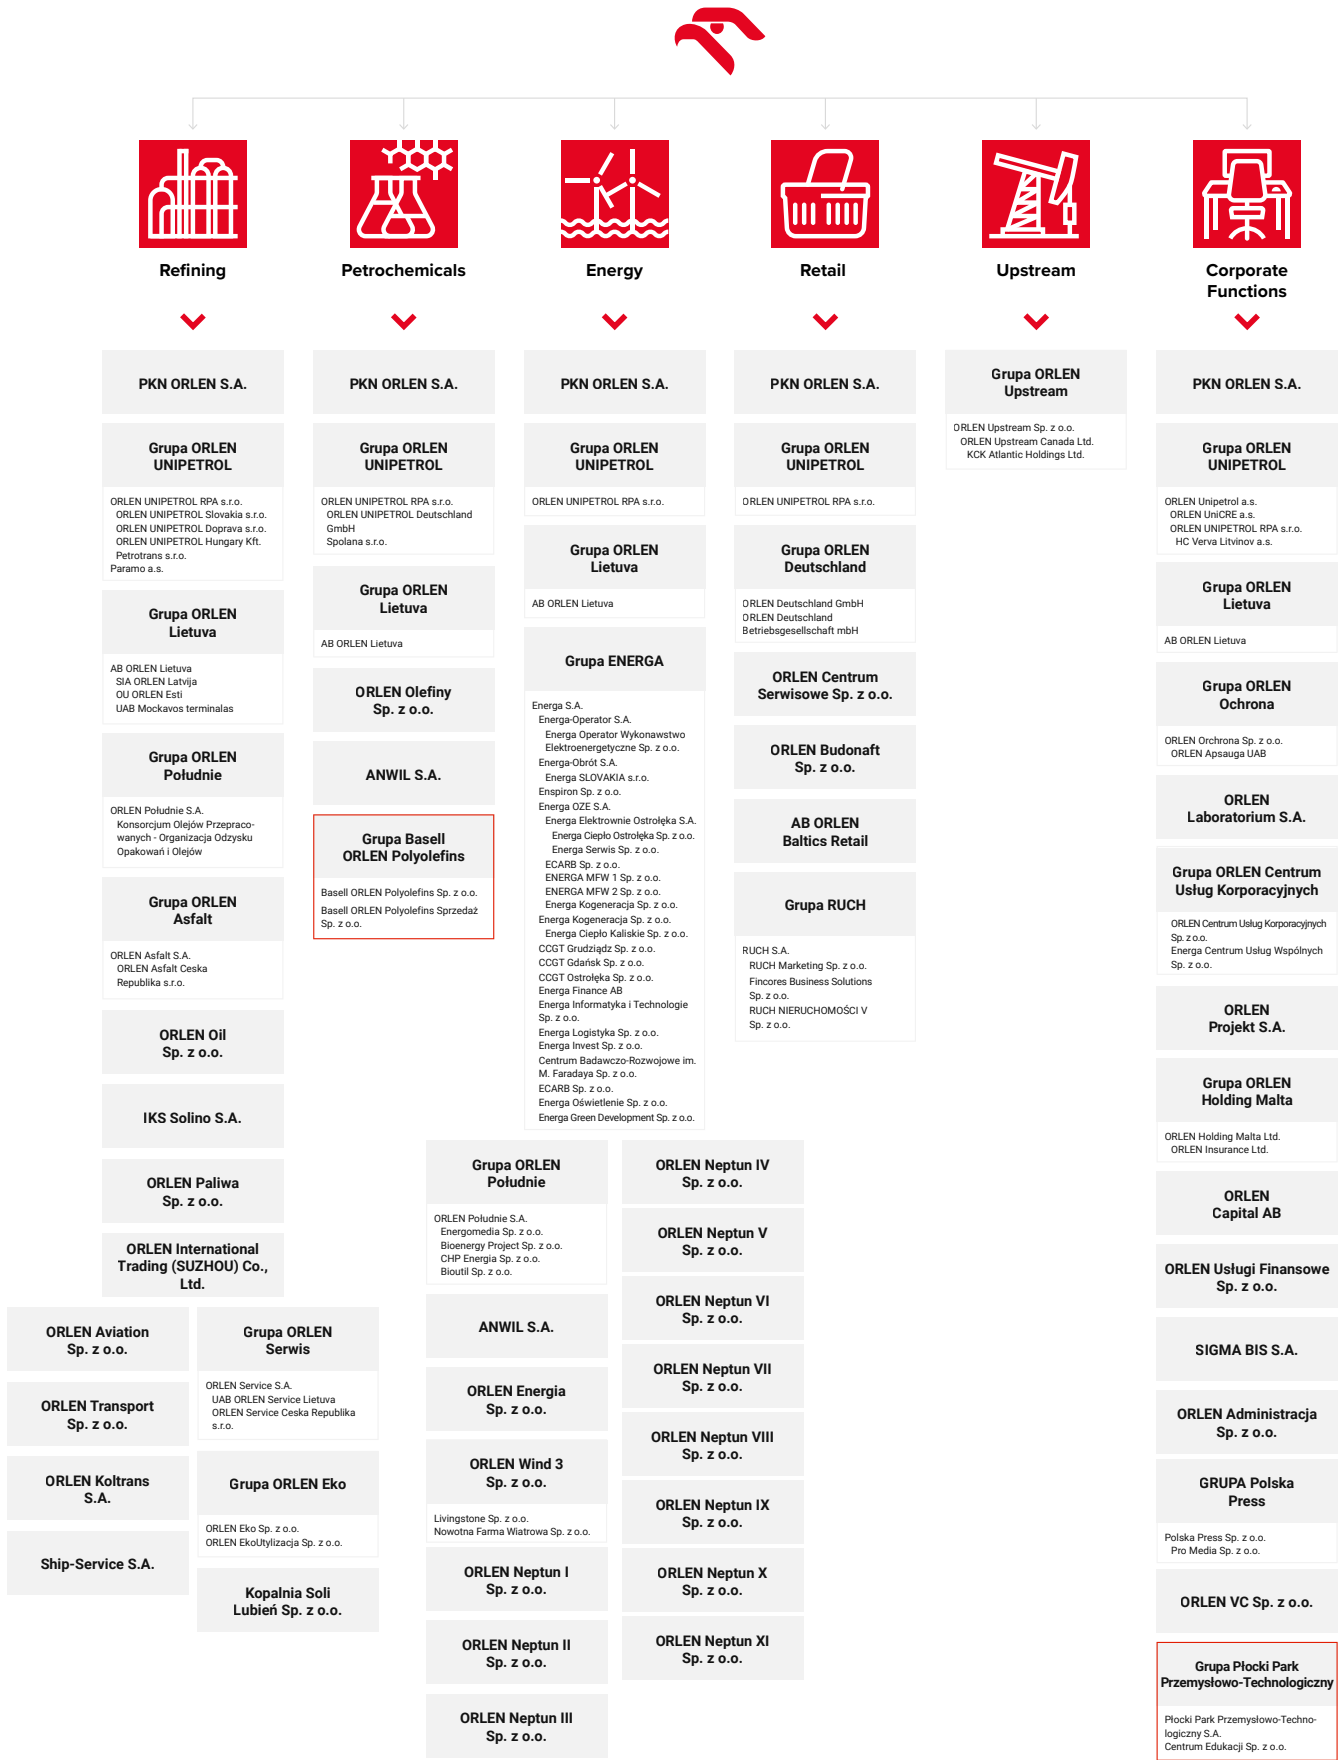 Refining
PKN ORLEN S.A.
Grupa ORLEN
UNIPETROL
ORLEN UNIPETROL RPA s.r.o.
ORLEN UNIPETROL Slovakia s.r.o.
ORLEN UNIPETROL Doprava s.r.o.
ORLEN UNIPETROL Hungary Kft.
Petrotrans s.r.o.
Paramo a.s.
Grupa ORLEN
Lietuva
AB ORLEN Lietuva
SIA ORLEN Latvija
OU ORLEN Esti
UAB Mockavos terminalas
Grupa ORLEN
Południe
ORLEN Południe S.A.
Konsorcjum Olejów Przepraco-
wanych - Organizacja Odzysku
Opakowań i Olejów
Grupa ORLEN
Asfalt
ORLEN Asfalt S.A.
ORLEN Asfalt Ceska
Republika s.r.o.
ORLEN Oil
Sp. z o.o.
IKS Solino S.A.
ORLEN Paliwa
Sp. z o.o.
ORLEN International
Trading (SUZHOU) Co.,
Ltd.
ORLEN Aviation
Sp. z o.o.
ORLEN Transport
Sp. z o.o.
ORLEN Koltrans
S.A.
Ship-Service S.A.
Grupa ORLEN
Serwis
ORLEN Service S.A.
UAB ORLEN Service Lietuva
ORLEN Service Ceska Republika
s.r.o.
Grupa ORLEN Eko
ORLEN Eko Sp. z o.o.
ORLEN EkoUtylizacja Sp. z o.o.
Kopalnia Soli
Lubień Sp. z o.o.
Petrochemicals
PKN ORLEN S.A.
Grupa ORLEN
UNIPETROL
ORLEN UNIPETROL RPA s.r.o.
ORLEN UNIPETROL Deutschland
GmbH
Spolana s.r.o.
Grupa ORLEN
Lietuva
AB ORLEN Lietuva
ORLEN Olefiny
Sp. z o.o.
ANWIL S.A.
Grupa Basell
ORLEN Polyolefins
Basell ORLEN Polyolefins Sp. z o.o.
Basell ORLEN Polyolefins Sprzedaż
Sp. z o.o.
Energy
PKN ORLEN S.A.
Grupa ORLEN
UNIPETROL
ORLEN UNIPETROL RPA s.r.o.
Grupa ORLEN
Lietuva
AB ORLEN Lietuva
Grupa ENERGA
Energa S.A.
Energa-Operator S.A.
Energa Operator Wykonawstwo
Elektroenergetyczne Sp. z o.o.
Energa-Obrót S.A.
Energa SLOVAKIA s.r.o.
Enspiron Sp. z o.o.
Energa OZE S.A.
Energa Elektrownie Ostrołęka S.A.
Energa Ciepło Ostrołęka Sp. z o.o.
Energa Serwis Sp. z o.o.
ECARB Sp. z o.o.
ENERGA MFW 1 Sp. z o.o.
ENERGA MFW 2 Sp. z o.o.
Energa Kogeneracja Sp. z o.o.
Energa Kogeneracja Sp. z o.o.
Energa Ciepło Kaliskie Sp. z o.o.
CCGT Grudziądz Sp. z o.o.
CCGT Gdańsk Sp. z o.o.
CCGT Ostrołęka Sp. z o.o.
Energa Finance AB
Energa Informatyka i Technologie
Sp. z o.o.
Energa Logistyka Sp. z o.o.
Energa Invest Sp. z o.o.
Centrum Badawczo-Rozwojowe im.
M. Faradaya Sp. z o.o.
ECARB Sp. z o.o.
Energa Oświetlenie Sp. z o.o.
Energa Green Development Sp. z o.o.
Grupa ORLEN
Południe
ORLEN Południe S.A.
Energomedia Sp. z o.o.
Bioenergy Project Sp. z o.o.
CHP Energia Sp. z o.o.
Bioutil Sp. z o.o.
ANWIL S.A.
ORLEN Energia
Sp. z o.o.
ORLEN Wind 3
Sp. z o.o.
Livingstone Sp. z o.o.
Nowotna Farma Wiatrowa Sp. z o.o.
ORLEN Neptun I
Sp. z o.o.
ORLEN Neptun II
Sp. z o.o.
ORLEN Neptun III
Sp. z o.o.
ORLEN Neptun IV
Sp. z o.o.
ORLEN Neptun V
Sp. z o.o.
ORLEN Neptun VI
Sp. z o.o.
ORLEN Neptun VII
Sp. z o.o.
ORLEN Neptun VIII
Sp. z o.o.
ORLEN Neptun IX
Sp. z o.o.
ORLEN Neptun X
Sp. z o.o.
ORLEN Neptun XI
Sp. z o.o.
Retail
PKN ORLEN S.A.
Grupa ORLEN
UNIPETROL
ORLEN UNIPETROL RPA s.r.o.
Grupa ORLEN
Deutschland
ORLEN Deutschland GmbH
ORLEN Deutschland
Betriebsgesellschaft mbH
ORLEN Centrum
Serwisowe Sp. z o.o.
ORLEN Budonaft
Sp. z o.o.
AB ORLEN
Baltics Retail
Grupa RUCH
RUCH S.A.
RUCH Marketing Sp. z o.o.
Fincores Business Solutions
Sp. z o.o.
RUCH NIERUCHOMOŚCI V
Sp. z o.o.
Upstream
Grupa ORLEN
Upstream
ORLEN Upstream Sp. z o.o.
ORLEN Upstream Canada Ltd.
KCK Atlantic Holdings Ltd.
Corporate
Functions
PKN ORLEN S.A.
Grupa ORLEN
UNIPETROL
ORLEN Unipetrol a.s.
ORLEN UniCRE a.s.
ORLEN UNIPETROL RPA s.r.o.
HC Verva Litvinov a.s.
Grupa ORLEN
Lietuva
AB ORLEN Lietuva
Grupa ORLEN
Ochrona
ORLEN Orchrona Sp. z o.o.
ORLEN Apsauga UAB
ORLEN
Laboratorium S.A.
Grupa ORLEN Centrum
Usług Korporacyjnych
ORLEN Centrum Usług Korporacyjnych
Sp. z o.o.
Energa Centrum Usług Wspólnych
Sp. z o.o.
ORLEN
Projekt S.A.
Grupa ORLEN
Holding Malta
ORLEN Holding Malta Ltd.
ORLEN Insurance Ltd.
ORLEN
Capital AB
ORLEN Usługi Finansowe
Sp. z o.o.
SIGMA BIS S.A.
ORLEN Administracja
Sp. z o.o.
GRUPA Polska
Press
Polska Press Sp. z o.o.
Pro Media Sp. z o.o.
ORLEN VC Sp. z o.o.
Grupa Płocki Park
Przemysłowo-Technologiczny
Płocki Park Przemysłowo-Techno-
logiczny S.A.
Centrum Edukacji Sp. z o.o.